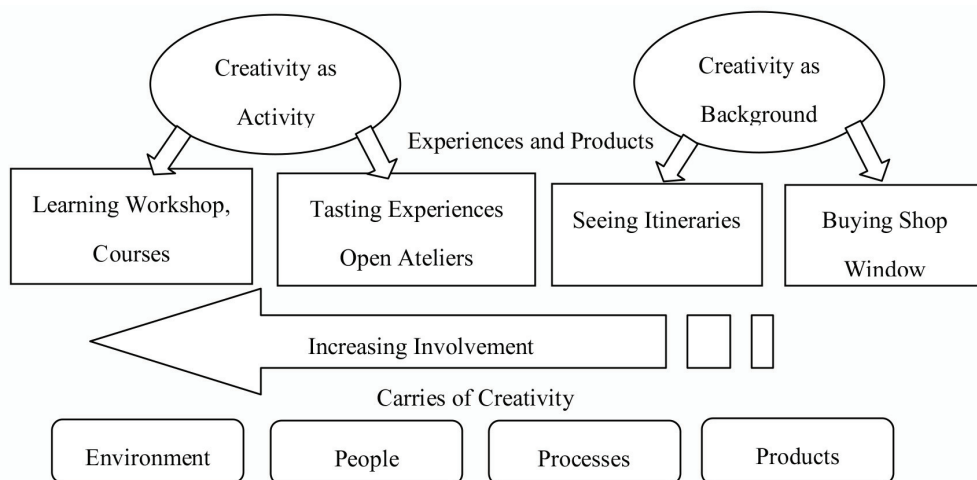 Creativity as
Activity
Creativity as
Background
Experiences and Products
Learning Workshop,
Courses
Tasting Experiences
Open Ateliers
Seeing Itineraries
Buying Shop
Window
Increasing Involvement
Carries of Creativity
Environment
People
Processes
Products